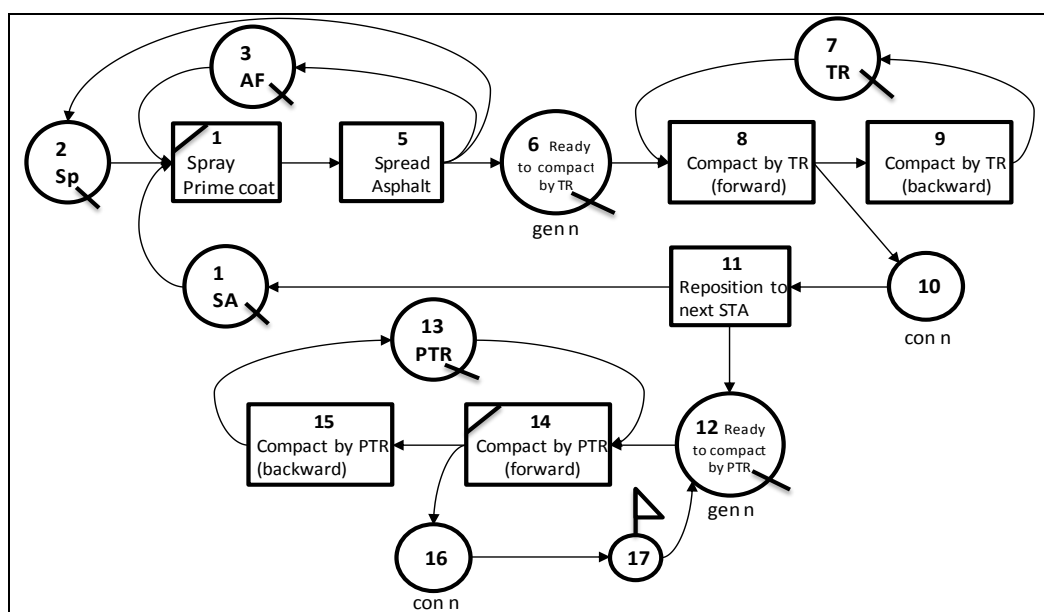 3
AF
7
TR
2
Sp
1
Spray
Prime coat
5
Spread
Asphalt
6 Ready
to compact
by TR
gen n
8
Compact by TR
(forward)
9
Compact by TR
(backward)
1
SA
11
Reposition to
next STA
10
con n
13
PTR
15
Compact by PTR
(backward)
14
Compact by PTR
(forward)
12 Ready
to compact
by PTR
gen n
16
con n
17